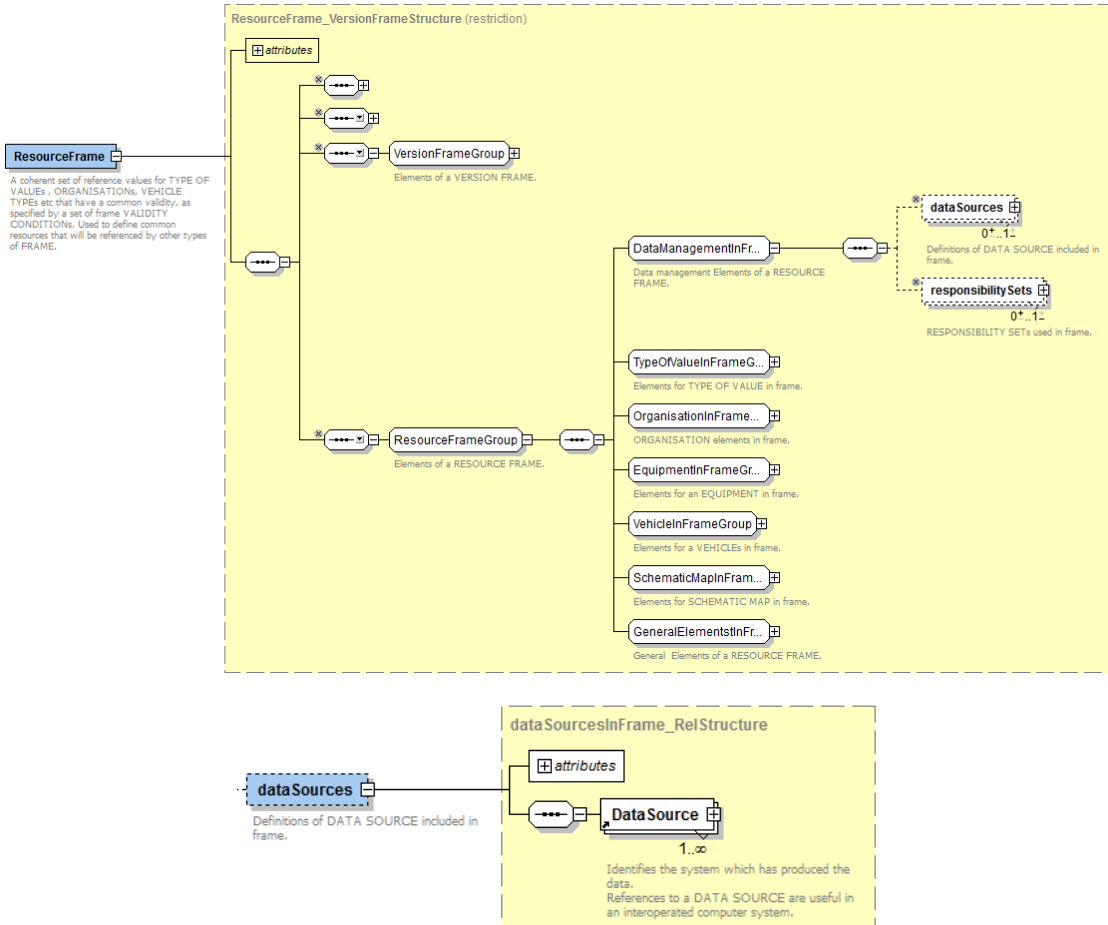 ResourceFrame_VersionFrameStructure (restriction)
attributes
ResourceFrame
A coherent set of reference values for TYPE OF
VALUEs , ORGANISATIONs, VEHICLE
TYPEs etc that have a common validity, as
specified by a set of frame VALIDITY
CONDITIONs. Used to define common
resources that will be referenced by other types
of FRAME.
VersionFrameGroup
Elements of a VERSION FRAME.
ResourceFrameGroup
Elements of a RESOURCE FRAME.
DataManagementInFr...
Data management Elements of a RESOURCE
FRAME.
dataSources
0..1
Definitions of DATA SOURCE included in
frame.
responsibilitySets
0..1
RESPONSIBILITY SETs used in frame.
TypeOfValueInFrameG...
Elements for TYPE OF VALUE in frame.
OrganisationInFrame...
ORGANISATION elements in frame.
EquipmentInFrameGr...
Elements for an EQUIPMENT in frame.
VehicleInFrameGroup
Elements for a VEHICLEs in frame.
SchematicMapInFram...
Elements for SCHEMATIC MAP in frame.
GeneralElementstInFr...
General Elements of a RESOURCE FRAME.
dataSourcesInFrame_RelStructure
attributes
dataSources
Definitions of DATA SOURCE included in
frame.
DataSource
1..∞
Identifies the system which has produced the
data.
References to a DATA SOURCE are useful in
an interoperated computer system.